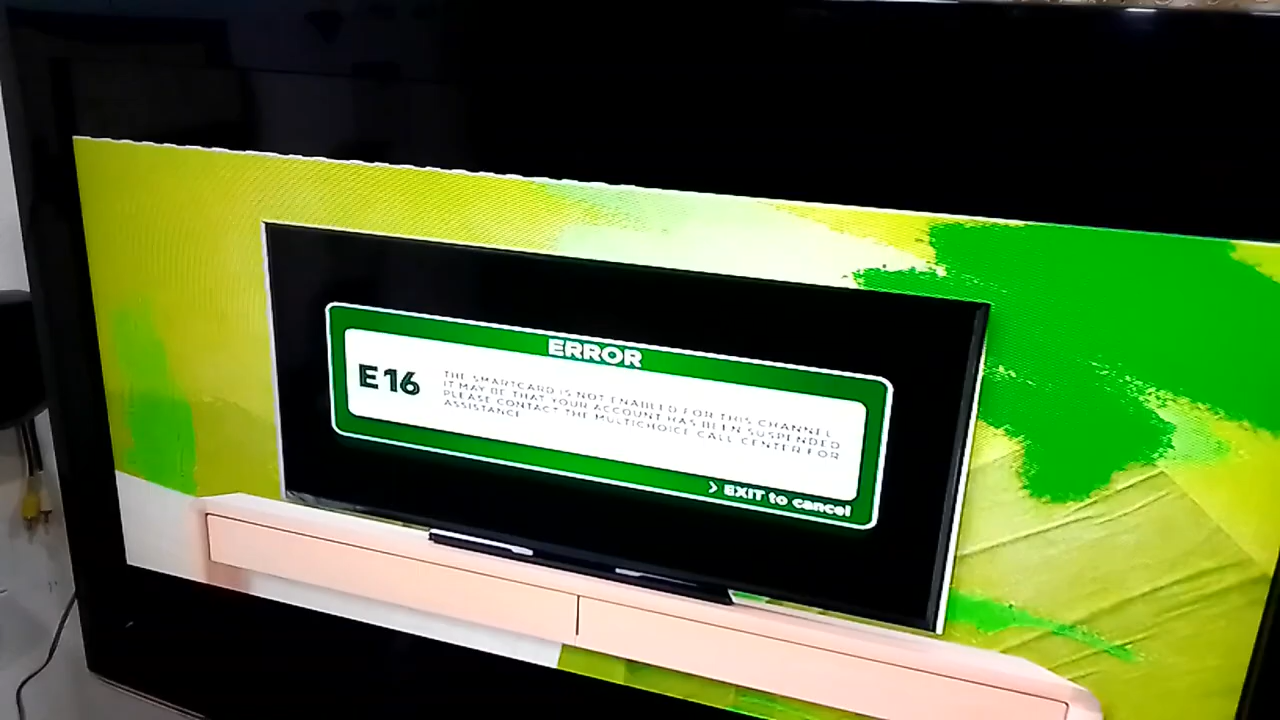 ERROR
E16
THE SMARTCARD IS NOT ENABLED FOR THIS CHANNEL
IT MAY BE THAT YOUR ACCOUNT HAS BEEN SUSPENDED
PLEASE CONTACT THE MULTICHOICE CALL CENTER FOR
ASSISTANCE
> EXIT to cancel